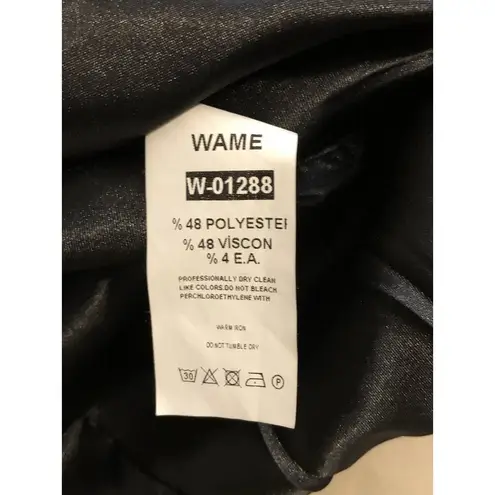 WAME
W-01288
% 48 POLYESTER
% 48 VİSCON
% 4 E.A.
PROFESSIONALLY DRY CLEAN
LIKE COLORS.DO NOT BLEACH
PERCHLOROETHYLENE WITH
WARM IRON
DO NOT TUMBLE DRY
30 P